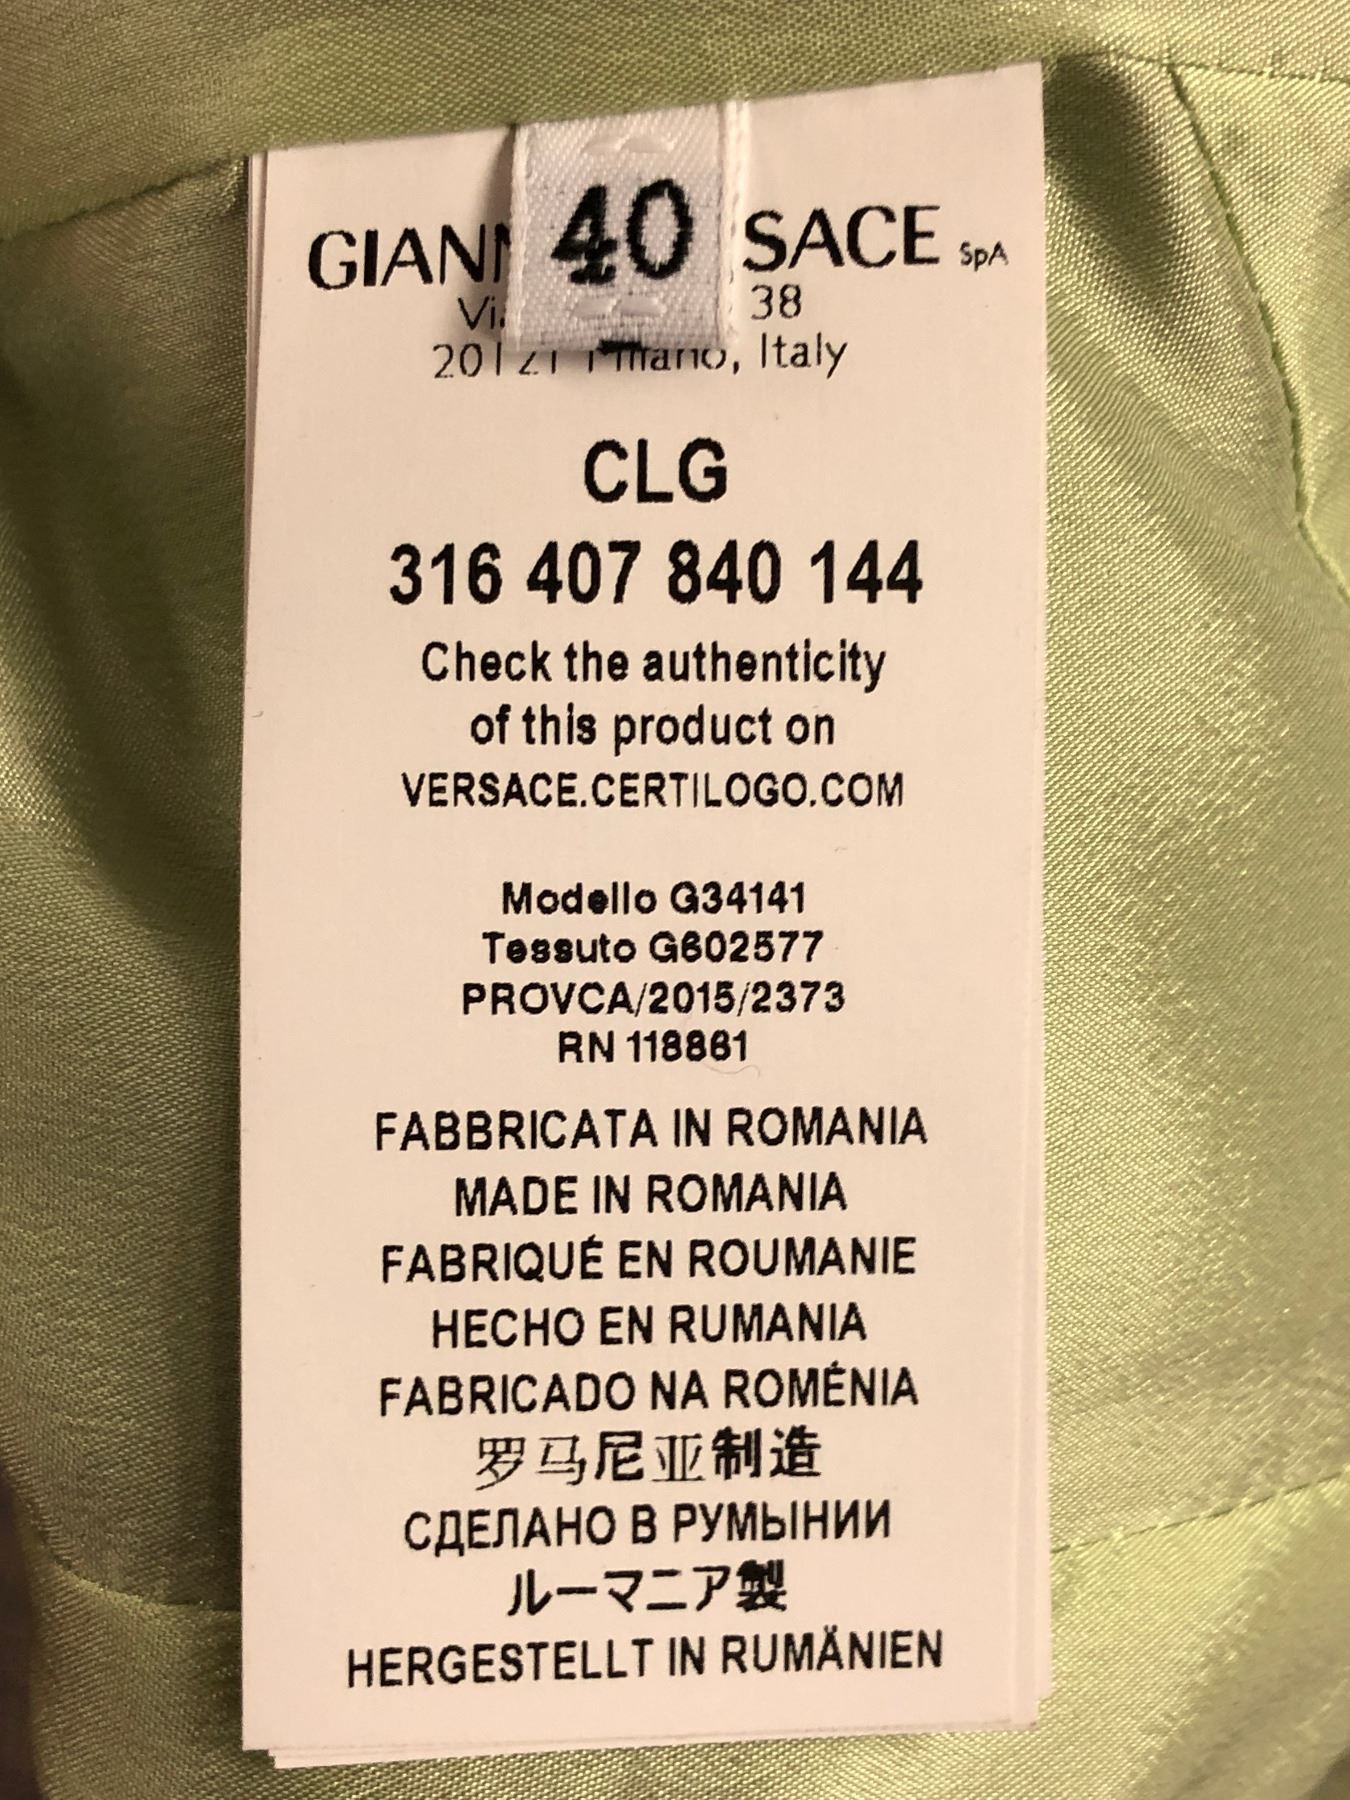 40
GIANN SACE SpA
38
20121 Milano, Italy
CLG
316 407 840 144
Check the authenticity
of this product on
VERSACE.CERTILOGO.COM
Modello G34141
Tessuto G602577
PROVCA/2015/2373
RN 118861
FABBRICATA IN ROMANIA
MADE IN ROMANIA
FABRIQUÉ EN ROUMANIE
HECHO EN RUMANIA
FABRICADO NA ROMÉNIA
罗马尼亚制造
СДЕЛАНО В РУМЫНИИ
ルーマニア製
HERGESTELLT IN RUMÄNIEN